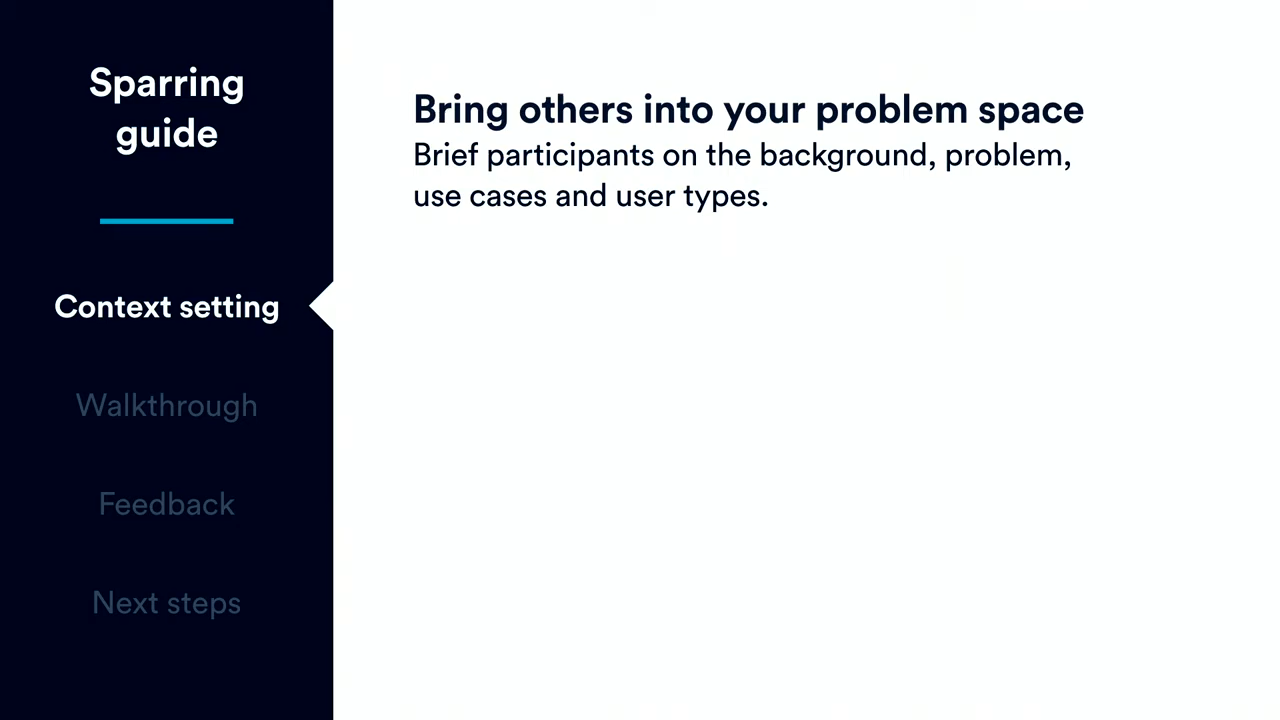 Sparring
guide
Context setting
Walkthrough
Feedback
Next steps
Bring others into your problem space
Brief participants on the background, problem,
use cases and user types.